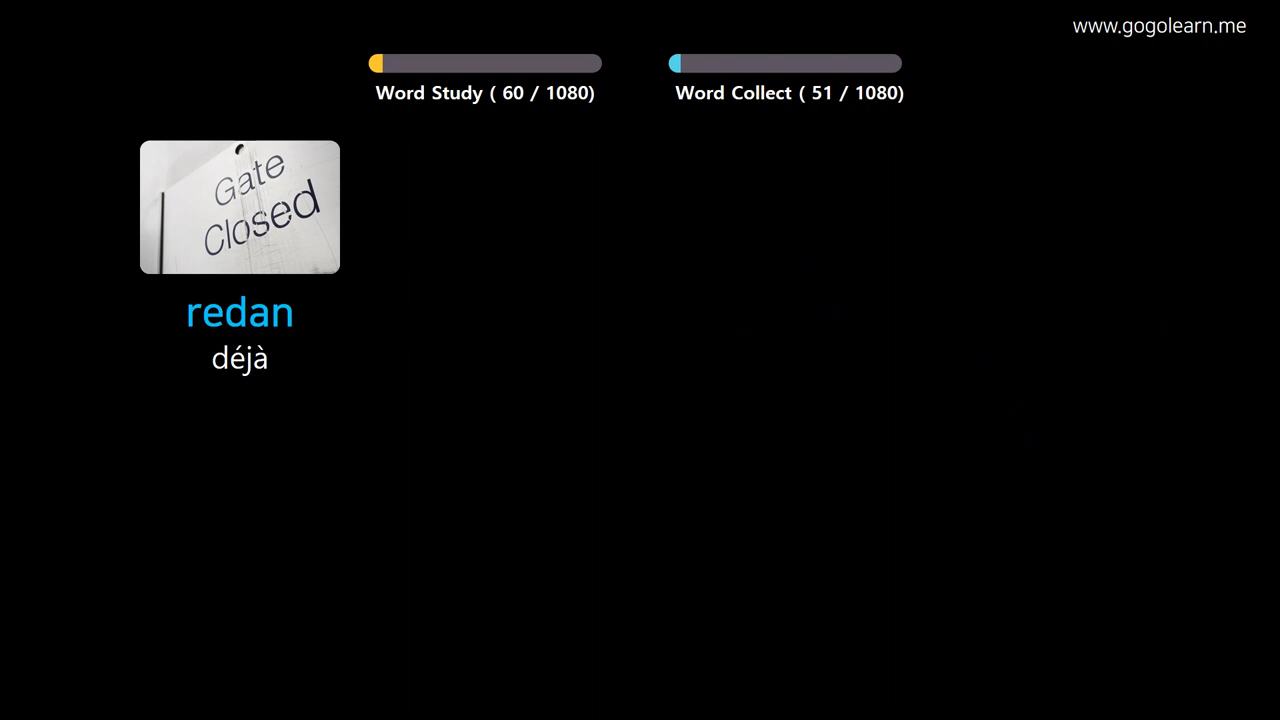 www.gogolearn.me
Word Study ( 60 / 1080)
Word Collect ( 51 / 1080)
Gate
Closed
redan
déjà